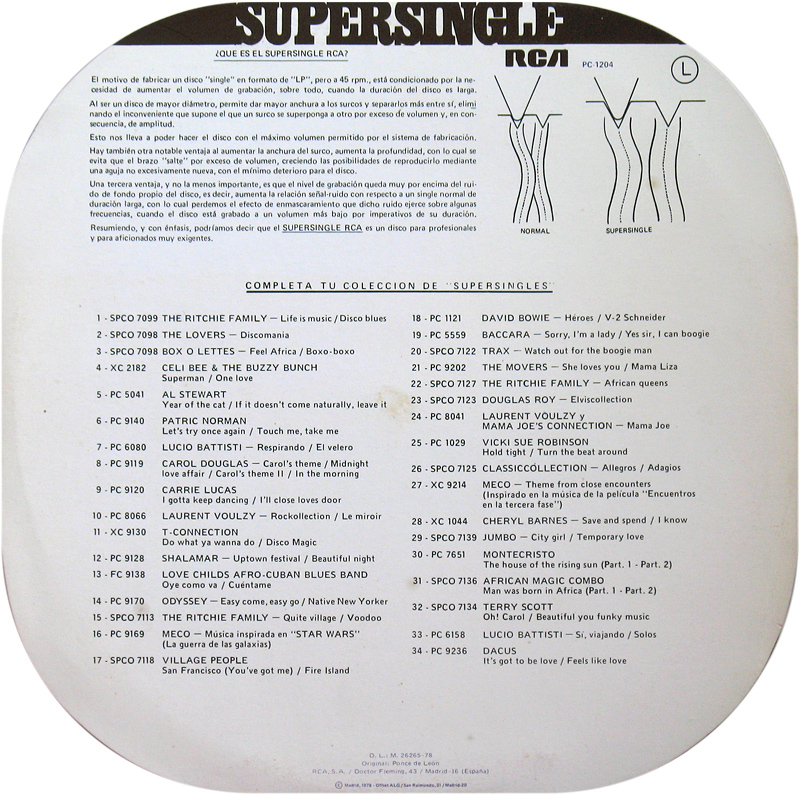 SUPERSINGLE
¿QUE ES EL SUPERSINGLE RCA?
RCA
PC-1204
L
El motivo de fabricar un disco "single" en formato de "LP", pero a 45 rpm., está condicionado por la ne-
cesidad de aumentar el volumen de grabación, sobre todo, cuando la duración del disco es larga.
Al ser un disco de mayor diámetro, permite dar mayor anchura a los surcos y separarlos más entre sí, elimi
nando el inconveniente que supone el que un surco se superponga a otro por exceso de volumen y, en con-
secuencia, de amplitud.
Esto nos lleva a poder hacer el disco con el máximo volumen permitido por el sistema de fabricación.
Hay también otra notable ventaja al aumentar la anchura del surco, aumenta la profundidad, con lo cual se
evita que el brazo "salte" por exceso de volumen, creciendo las posibilidades de reproducirlo mediante
una aguja no excesivamente nueva, con el mínimo deterioro para el disco.
Una tercera ventaja, y no la menos importante, es que el nivel de grabación queda muy por encima del rui-
do de fondo propio del disco, es decir, aumenta la relación señal-ruido con respecto a un single normal de
duración larga, con lo cual perdemos el efecto de enmascaramiento que dicho ruido ejerce sobre algunas
frecuencias, cuando el disco está grabado a un volumen más bajo por imperativos de su duración.
Resumiendo, y con énfasis, podríamos decir que el SUPERSINGLE RCA es un disco para profesionales
y para aficionados muy exigentes.
NORMAL
SUPERSINGLE
COMPLETA TU COLECCION DE "SUPERSINGLES"
1 - SPCO 7099 THE RITCHIE FAMILY — Life is music / Disco blues
2 - SPCO 7098 THE LOVERS — Discomania
3 - SPCO 7098 BOX O LETTES — Feel Africa / Boxo-boxo
4 - XC 2182 CELI BEE & THE BUZZY BUNCH
Superman / One love
5 - PC 5041 AL STEWART
Year of the cat / If it doesn't come naturally, leave it
6 - PC 9140 PATRIC NORMAN
Let's try once again / Touch me, take me
7 - PC 6080 LUCIO BATTISTI — Respirando / El velero
8 - PC 9119 CAROL DOUGLAS — Carol's theme / Midnight
love affair / Carol's theme II / In the morning
9 - PC 9120 CARRIE LUCAS
I gotta keep dancing / I'll close loves door
10 - PC 8066 LAURENT VOULZY — Rockollection / Le miroir
11 - XC 9130 T-CONNECTION
Do what ya wanna do / Disco Magic
12 - PC 9128 SHALAMAR — Uptown festival / Beautiful night
13 - FC 9138 LOVE CHILDS AFRO-CUBAN BLUES BAND
Oye como va / Cuéntame
14 - PC 9170 ODYSSEY — Easy come, easy go / Native New Yorker
15 - SPCO 7113 THE RITCHIE FAMILY — Quite village / Voodoo
16 - PC 9169 MECO — Música inspirada en "STAR WARS"
(La guerra de las galaxias)
17 - SPCO 7118 VILLAGE PEOPLE
San Francisco (You've got me) / Fire Island
18 - PC 1121 DAVID BOWIE — Héroes / V-2 Schneider
19 - PC 5559 BACCARA — Sorry, I'm a lady / Yes sir, I can boogie
20 - SPCO 7122 TRAX — Watch out for the boogie man
21 - PC 9202 THE MOVERS — She loves you / Mama Liza
22 - SPCO 7127 THE RITCHIE FAMILY — African queens
23 - SPCO 7123 DOUGLAS ROY — Elviscollection
24 - PC 8041 LAURENT VOULZY y
MAMA JOE'S CONNECTION — Mama Joe
25 - PC 1029 VICKI SUE ROBINSON
Hold tight / Turn the beat around
26 - SPCO 7125 CLASSICCOLLECTION — Allegros / Adagios
27 - XC 9214 MECO — Theme from close encounters
(Inspirado en la música de la película "Encuentros
en la tercera fase")
28 - XC 1044 CHERYL BARNES — Save and spend / I know
29 - SPCO 7139 JUMBO — City girl / Temporary love
30 - PC 7651 MONTECRISTO
The house of the rising sun (Part. 1 - Part. 2)
31 - SPCO 7136 AFRICAN MAGIC COMBO
Man was born in Africa (Part. 1 - Part. 2)
32 - SPCO 7134 TERRY SCOTT
Oh! Carol / Beautiful you funky music
33 - PC 6158 LUCIO BATTISTI — Sí, viajando / Solos
34 - PC 9236 DACUS
It's got to be love / Feels like love
D. L.: M. 26265-78
Original: Ponce de León
RCA, S.A. / Doctor Fleming, 43 / Madrid-16 (España)
Madrid, 1978 - Offset ALG / San Raimundo, 21 / Madrid-20